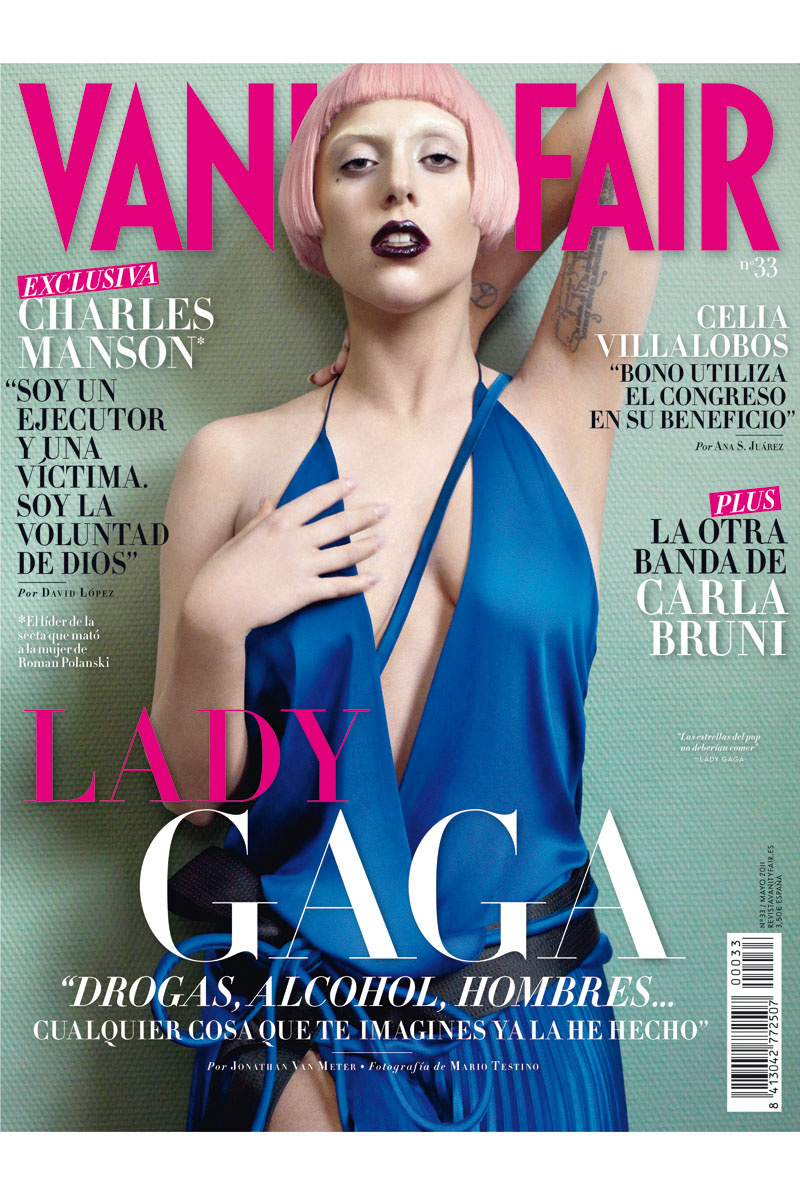 VANITY FAIR
nº33
EXCLUSIVA
CHARLES
MANSON*
“SOY UN
EJECUTOR
Y UNA
VÍCTIMA.
SOY LA
VOLUNTAD
DE DIOS”
Por DAVID LÓPEZ
*El líder de la
secta que mató
a la mujer de
Roman Polanski
CELIA
VILLALOBOS
“BONO UTILIZA
EL CONGRESO
EN SU BENEFICIO”
Por ANA S. JUÁREZ
PLUS
LA OTRA
BANDA DE
CARLA
BRUNI
“Las estrellas del pop
no deberían comer”
LADY GAGA
LADY
GAGA
“DROGAS, ALCOHOL, HOMBRES...
CUALQUIER COSA QUE TE IMAGINES YA LA HE HECHO”
Por JONATHAN VAN METER • Fotografía de MARIO TESTINO
Nº 33 / MAYO 2011
REVISTAVANITYFAIR.ES
3,50€ ESPAÑA
00033
8 413042 772507